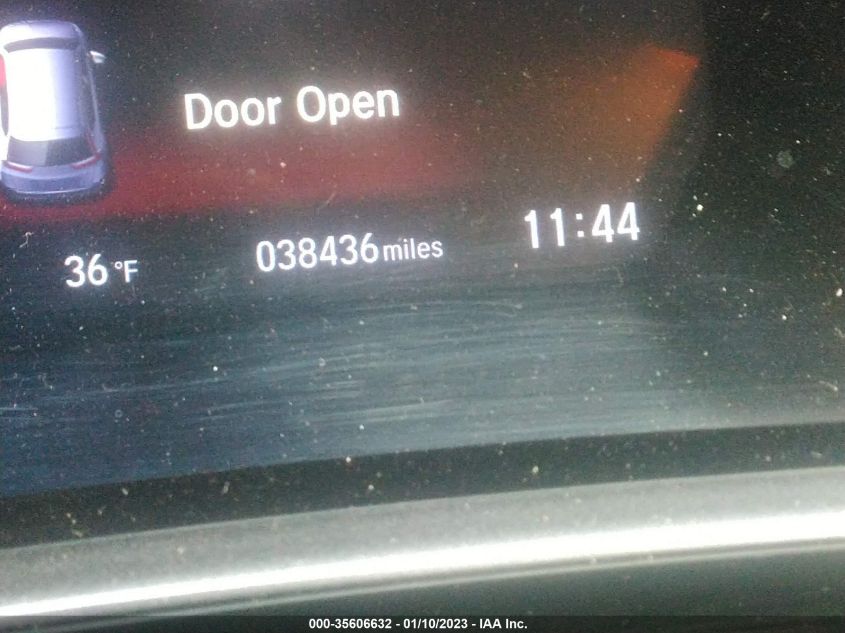 Door Open
36 °F 038436 miles 11:44
000-35606632 - 01/10/2023 - IAA Inc.